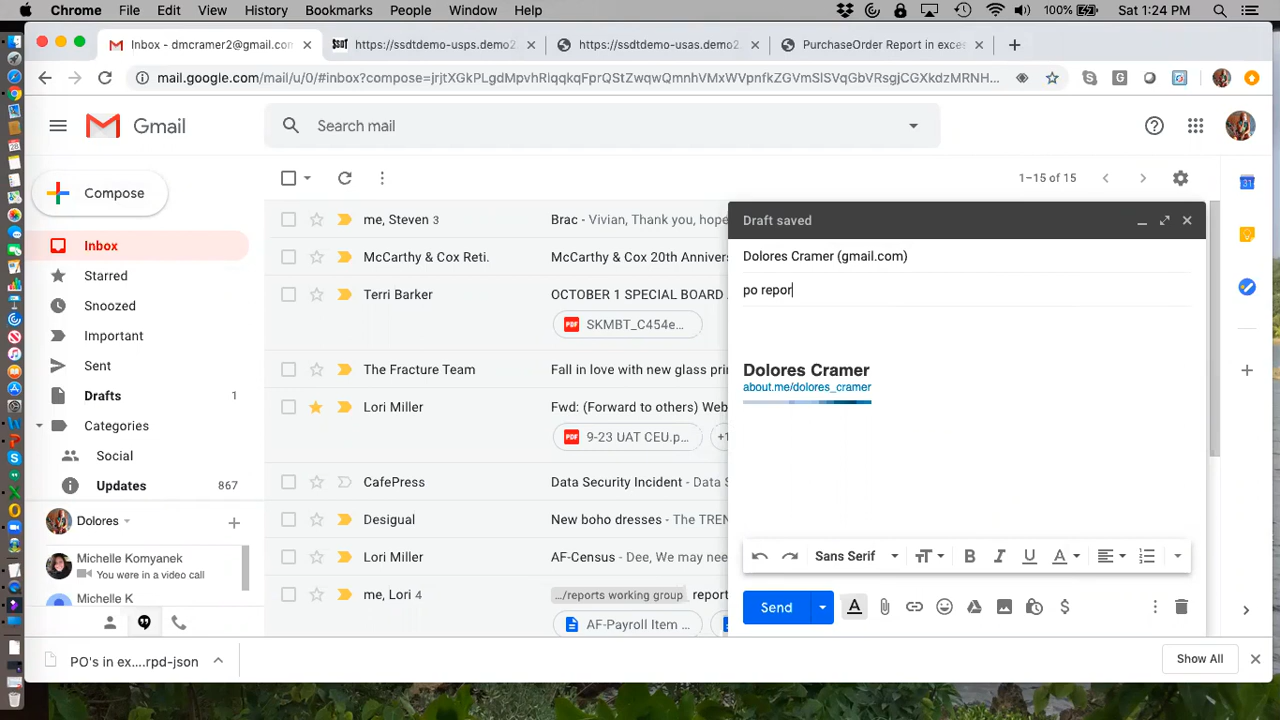 Chrome File Edit View History Bookmarks People Window Help 100% Sat 1:24 PM
Inbox - dmcramer2@gmail.con × SSDT https://ssdtdemo-usps.demo2 × https://ssdtdemo-usas.demo2 × PurchaseOrder Report in exce ×
mail.google.com/mail/u/0/#inbox?compose=jrjtXGkPLgdMpvhRlqqkqFprQStZwqwQmnhVMxWVpnfkZGVmSlSVqGbVRsgjCGXkdzMRNH...
Gmail Search mail
Compose 1–15 of 15
Inbox
Starred
Snoozed
Important
Sent
Drafts 1
Categories
Social
Updates 867
Dolores
Michelle Komyanek
You were in a video call
Michelle K
me, Steven 3 Brac - Vivian, Thank you, hope
McCarthy & Cox Reti. McCarthy & Cox 20th Annivers
Terri Barker OCTOBER 1 SPECIAL BOARD
PDF SKMBT_C454e...
The Fracture Team Fall in love with new glass prin
Lori Miller Fwd: (Forward to others) Web
PDF 9-23 UAT CEU.p... +1
CafePress Data Security Incident - Data S
Desigual New boho dresses - The TREN
Lori Miller AF-Census - Dee, We may nee
me, Lori 4 .../reports working group report
AF-Payroll Item ...
Draft saved
Dolores Cramer (gmail.com)
po repor
Dolores Cramer
about.me/dolores_cramer
Sans Serif
Send
31
PO's in ex....rpd-json Show All